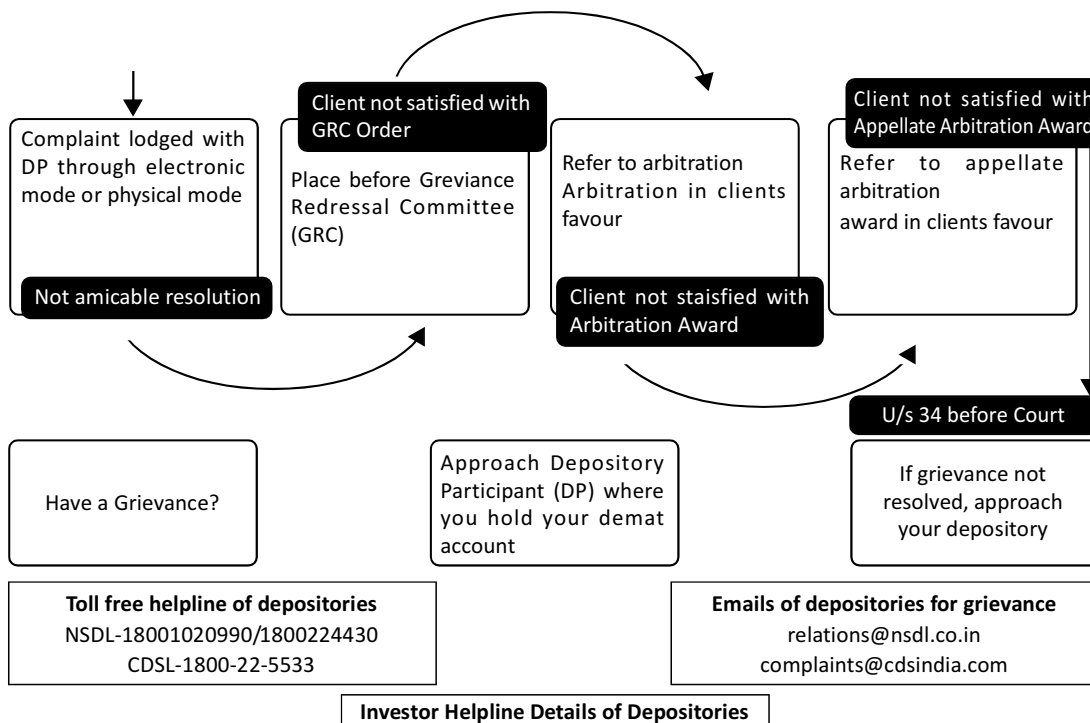 Complaint lodged with
DP through electronic
mode or physical mode
Not amicable resolution
Client not satisfied with
GRC Order
Place before Greviance
Redressal Committee
(GRC)
Refer to arbitration
Arbitration in clients
favour
Client not staisfied with
Arbitration Award
Client not satisfied with
Appellate Arbitration Award
Refer to appellate
arbitration
award in clients favour
U/s 34 before Court
Have a Grievance?
Approach Depository
Participant (DP) where
you hold your demat
account
If grievance not
resolved, approach
your depository
Toll free helpline of depositories
NSDL-18001020990/1800224430
CDSL-1800-22-5533
Emails of depositories for grievance
relations@nsdl.co.in
complaints@cdsindia.com
Investor Helpline Details of Depositories